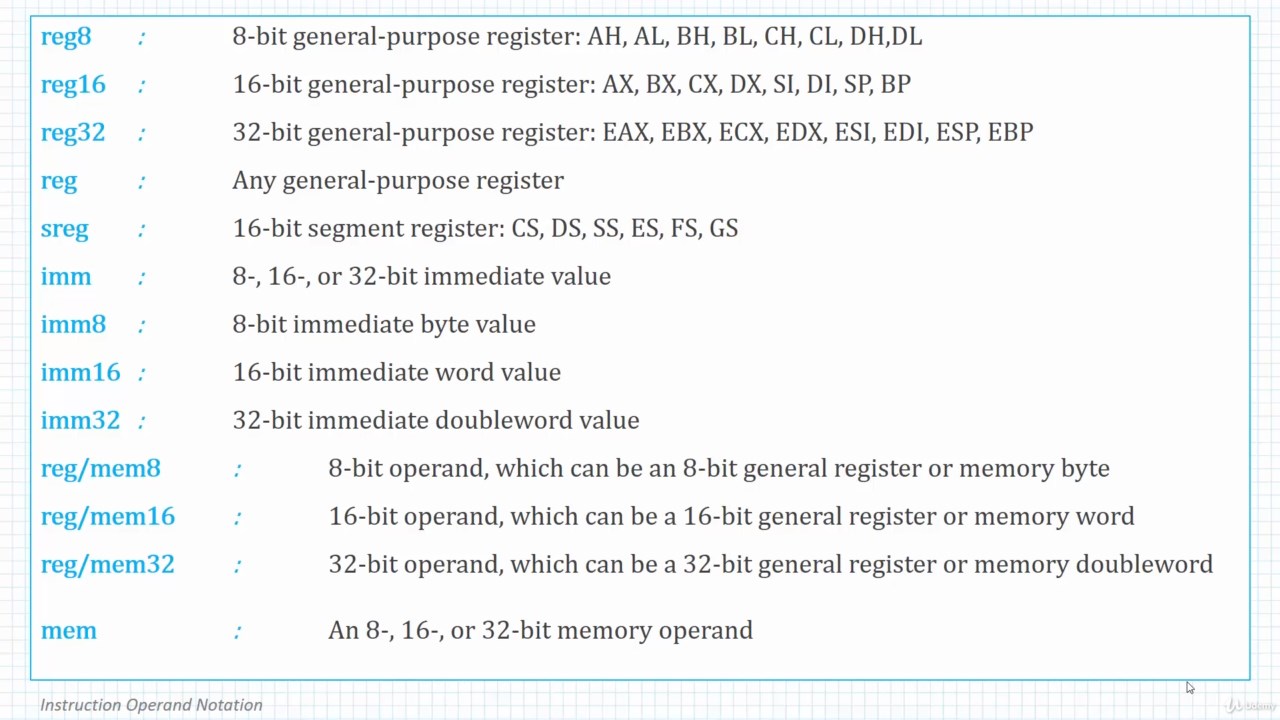 reg8 : 8-bit general-purpose register: AH, AL, BH, BL, CH, CL, DH,DL
reg16 : 16-bit general-purpose register: AX, BX, CX, DX, SI, DI, SP, BP
reg32 : 32-bit general-purpose register: EAX, EBX, ECX, EDX, ESI, EDI, ESP, EBP
reg : Any general-purpose register
sreg : 16-bit segment register: CS, DS, SS, ES, FS, GS
imm : 8-, 16-, or 32-bit immediate value
imm8 : 8-bit immediate byte value
imm16 : 16-bit immediate word value
imm32 : 32-bit immediate doubleword value
reg/mem8 : 8-bit operand, which can be an 8-bit general register or memory byte
reg/mem16 : 16-bit operand, which can be a 16-bit general register or memory word
reg/mem32 : 32-bit operand, which can be a 32-bit general register or memory doubleword
mem : An 8-, 16-, or 32-bit memory operand
Instruction Operand Notation
Udemy